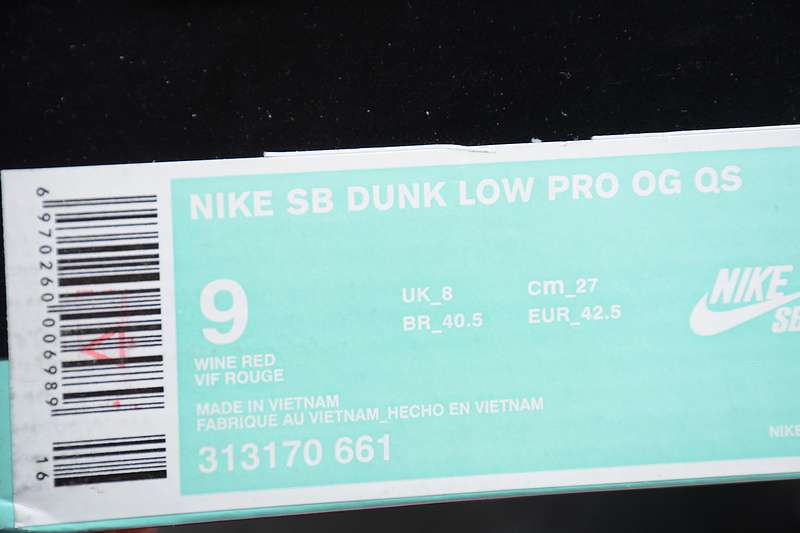 NIKE SB DUNK LOW PRO OG QS
9
UK_8
cm_27
BR_40.5
EUR_42.5
WINE RED
VIF ROUGE
MADE IN VIETNAM
FABRIQUE AU VIETNAM_HECHO EN VIETNAM
313170 661
NIKE
SB
NIKE
6970260006989
16